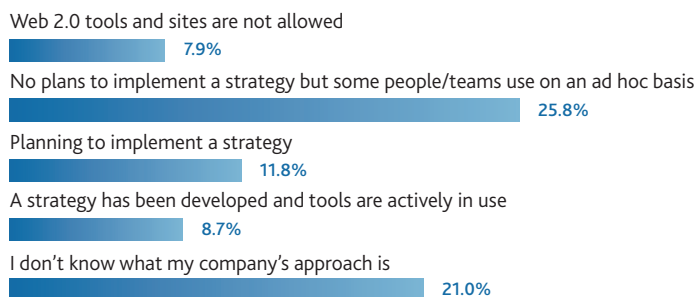 Web 2.0 tools and sites are not allowed
7.9%
No plans to implement a strategy but some people/teams use on an ad hoc basis
25.8%
Planning to implement a strategy
11.8%
A strategy has been developed and tools are actively in use
8.7%
I don’t know what my company’s approach is
21.0%